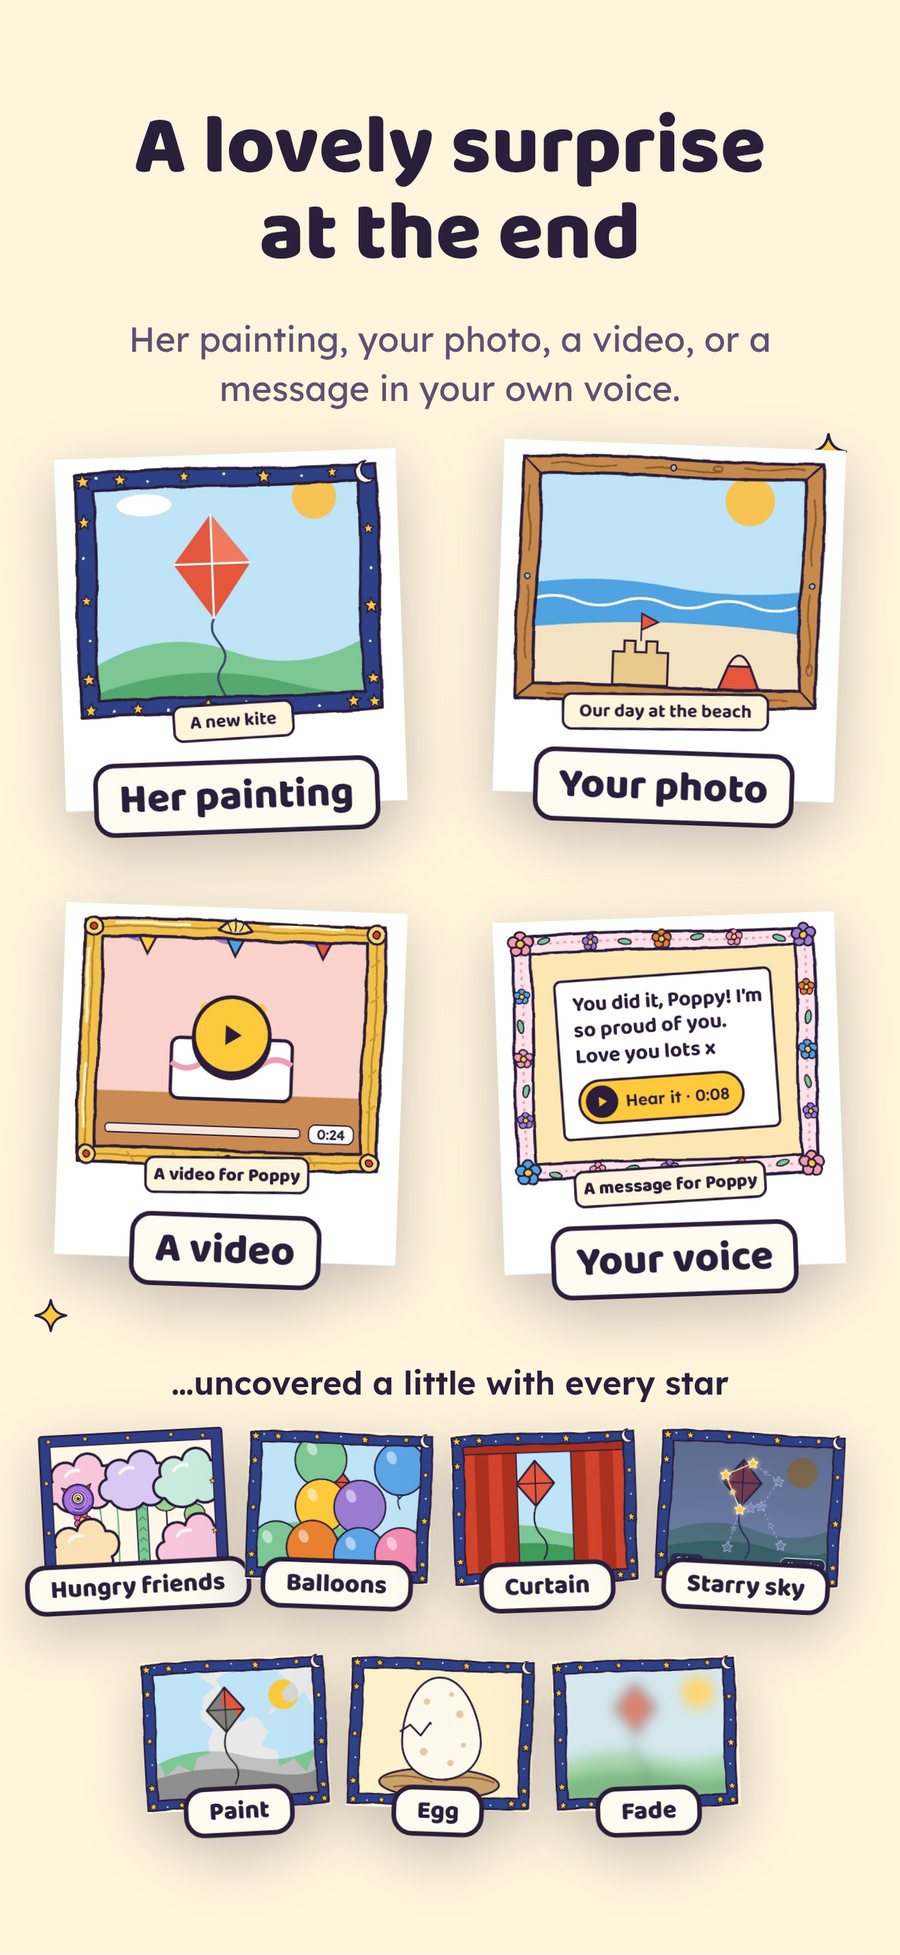 A lovely surprise
at the end
Her painting, your photo, a video, or a
message in your own voice.
A new kite
Her painting
Our day at the beach
Your photo
0:24
A video for Poppy
A video
You did it, Poppy! I'm
so proud of you.
Love you lots x
Hear it · 0:08
A message for Poppy
Your voice
...uncovered a little with every star
Hungry friends
Balloons
Curtain
Starry sky
Paint
Egg
Fade